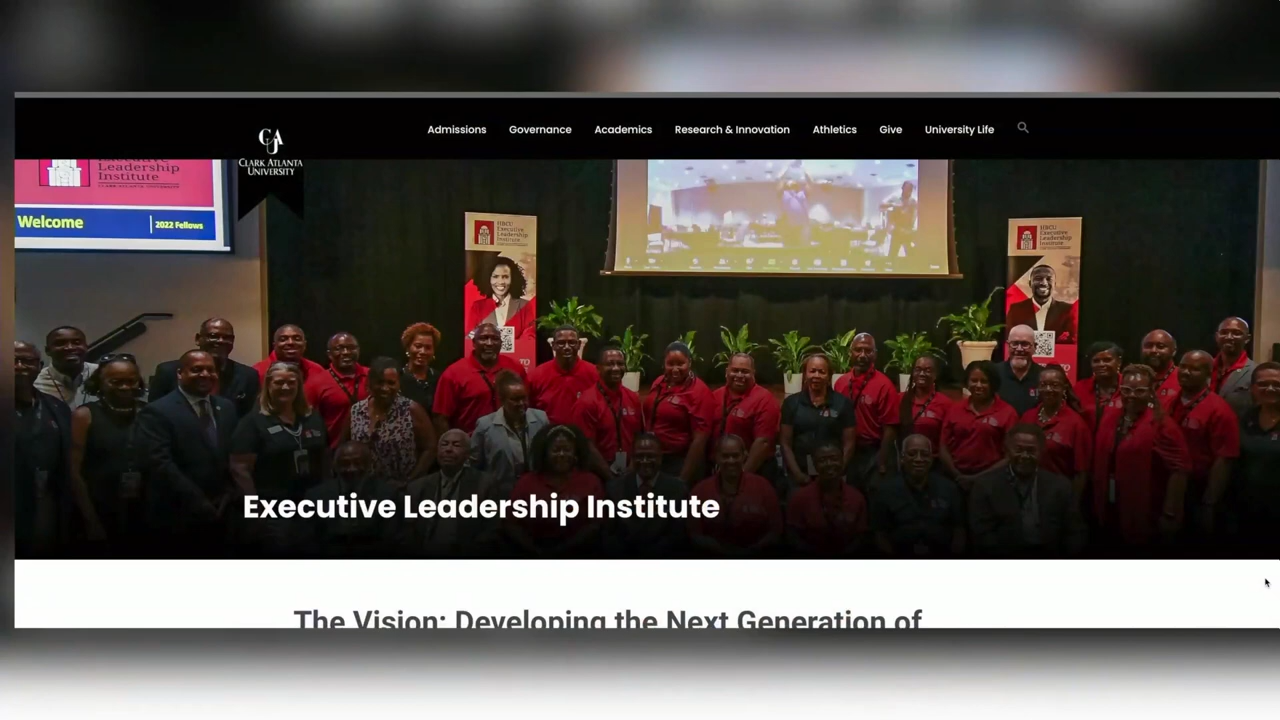 Admissions
Governance
Academics
Research & Innovation
Athletics
Give
University Life
CLARK ATLANTA
UNIVERSITY
Executive
Leadership
Institute
Welcome
2022 Fellows
HBCU
Executive
Leadership
Institute
HBCU
Executive
Leadership
Institute
Executive Leadership Institute
The Vision: Developing the Next Generation of